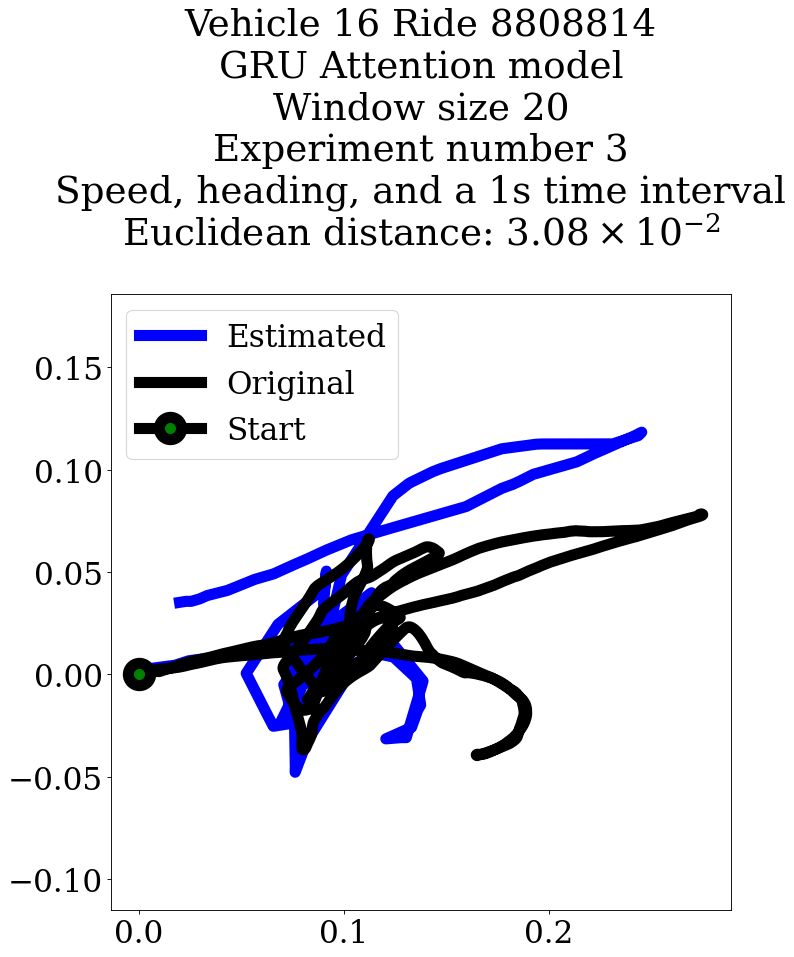 Vehicle 16 Ride 8808814
GRU Attention model
Window size 20
Experiment number 3
Speed, heading, and a 1s time interval
Euclidean distance: 3.08 × 10⁻²
Estimated
Original
Start
0.15
0.10
0.05
0.00
−0.05
−0.10
0.0 0.1 0.2